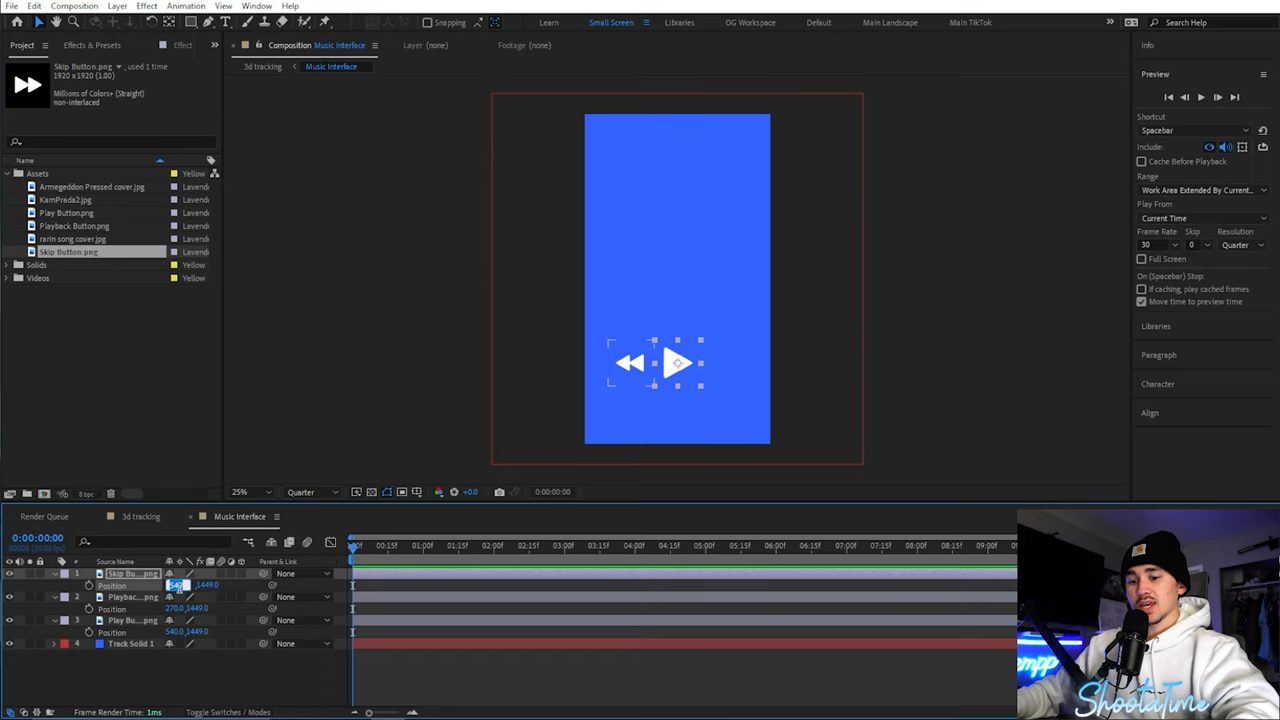 File Edit Composition Layer Effect Animation View Window Help
Snapping Learn Small Screen Libraries OG Workspace Default Main Landscape Main TikTok Search Help
Project Effects & Presets Effect
Composition Music Interface Layer (none) Footage (none)
3d tracking Music Interface
Skip Button.png , used 1 time
1920 x 1920 (1.00)
Millions of Colors+ (Straight)
non-interlaced
Name
Assets Yellow
Armegeddon Pressed cover.jpg Lavend
KamPrada2.jpg Lavend
Play Button.png Lavend
Playback Button.png Lavend
rarin song cover.jpg Lavend
Skip Button.png Lavend
Solids Yellow
Videos Yellow
8 bpc
25% Quarter +0.0 0:00:00:00
Info
Preview
Shortcut
Spacebar
Include:
Cache Before Playback
Range
Work Area Extended By Current...
Play From
Current Time
Frame Rate Skip Resolution
30 0 Quarter
Full Screen
On (Spacebar) Stop:
If caching, play cached frames
Move time to preview time
Libraries
Paragraph
Character
Align
Render Queue 3d tracking Music Interface
0:00:00:00
00000 (30.00 fps)
:00f 00:15f 01:00f 01:15f 02:00f 02:15f 03:00f 03:15f 04:00f 04:15f 05:00f 05:15f 06:00f 06:15f 07:00f 07:15f 08:00f 08:15f 09:0
# Source Name Parent & Link
1 Skip Bu....png None
Position 540 ,1449.0
2 Playbac....png None
Position 270.0,1449.0
3 Play Bu....png None
Position 540.0,1449.0
4 Track Solid 1 None
Frame Render Time: 1ms Toggle Switches / Modes
empp
ShootaTime